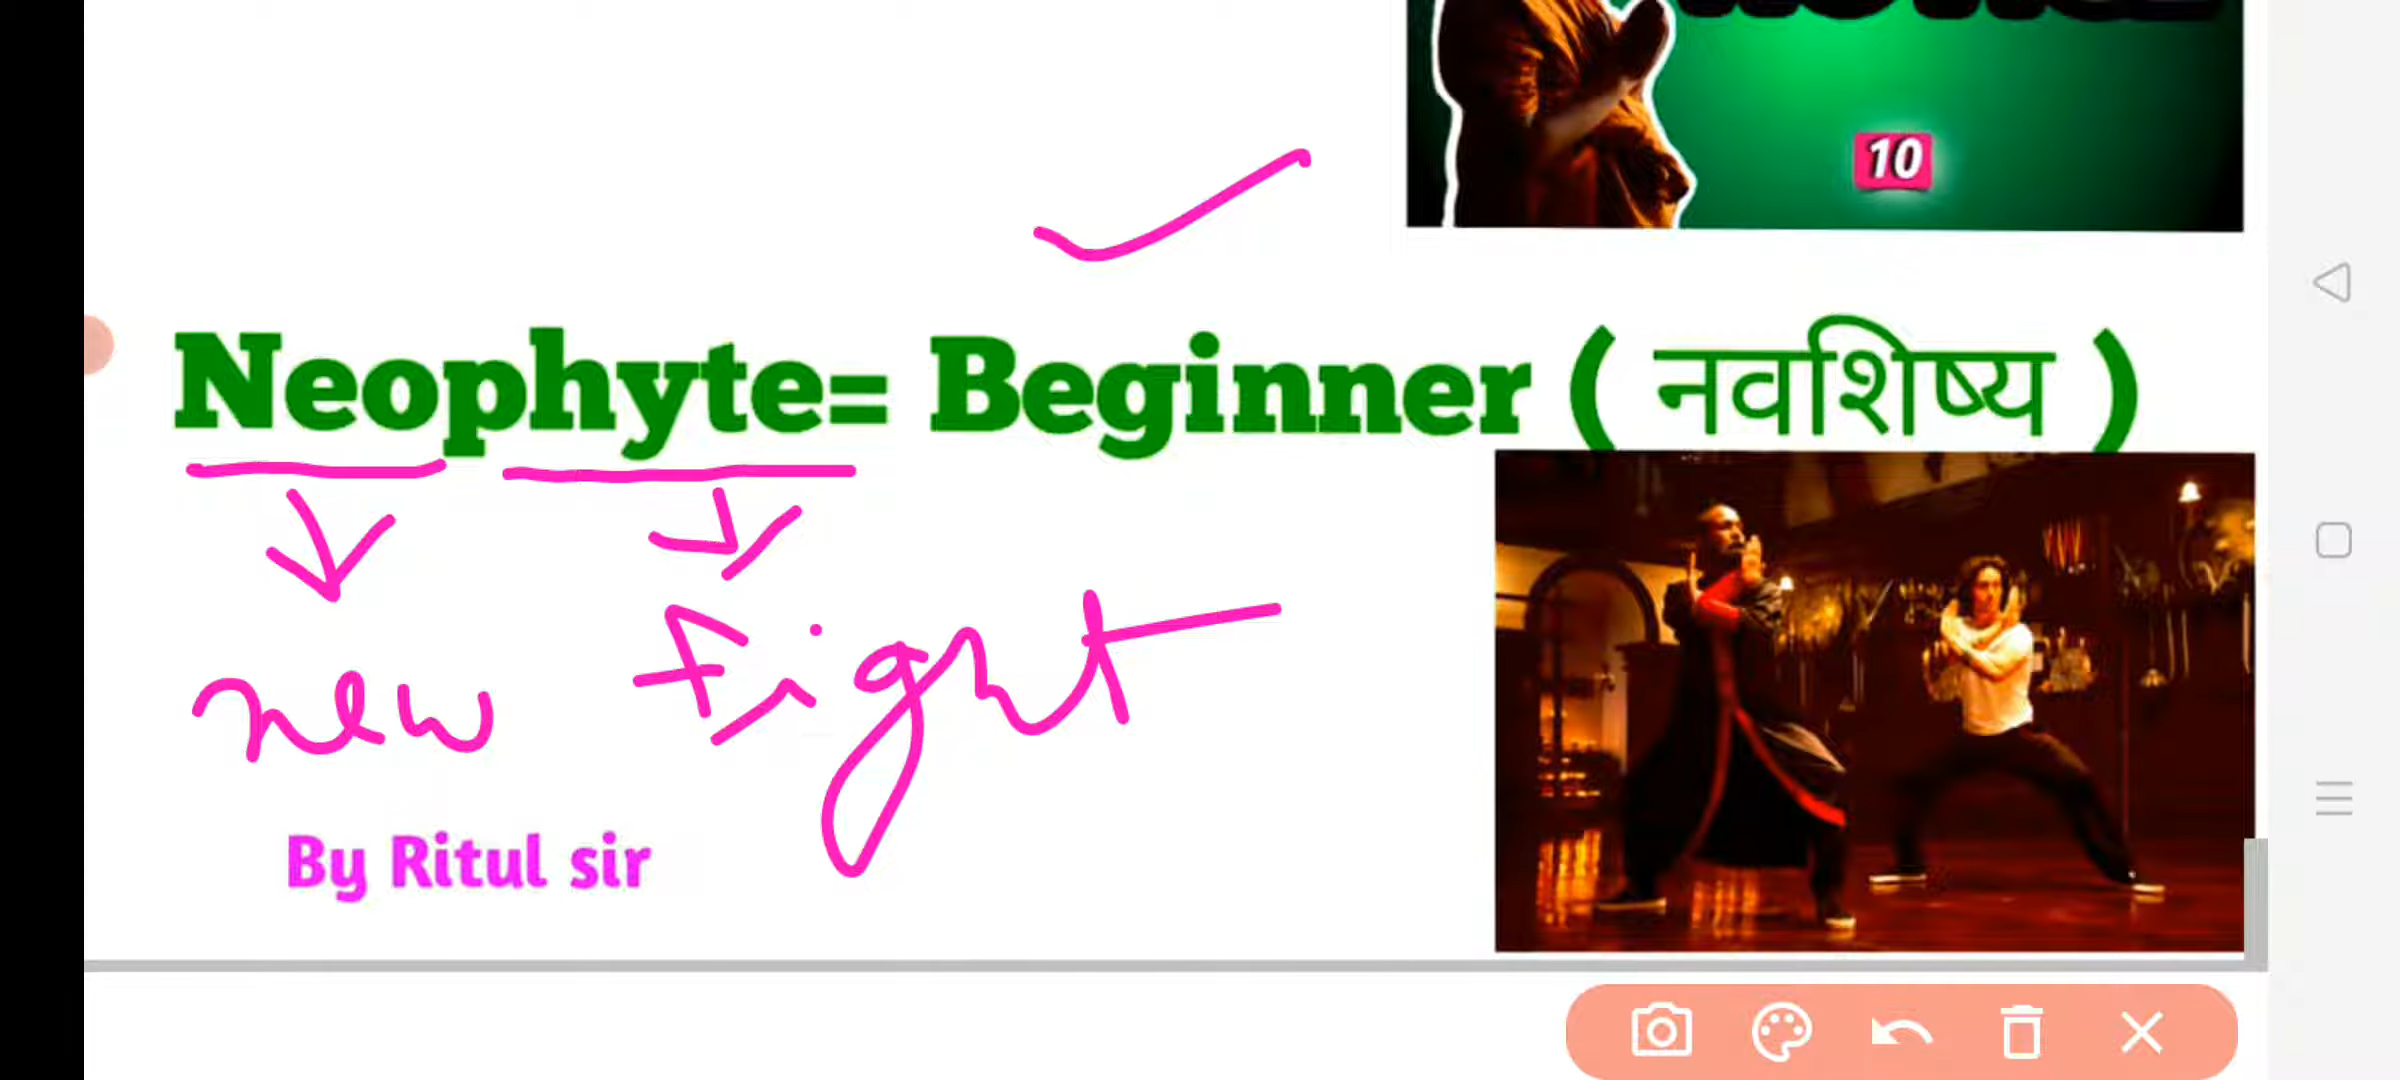 10
Neophyte= Beginner ( नवशिष्य )
new Fight
By Ritul sir